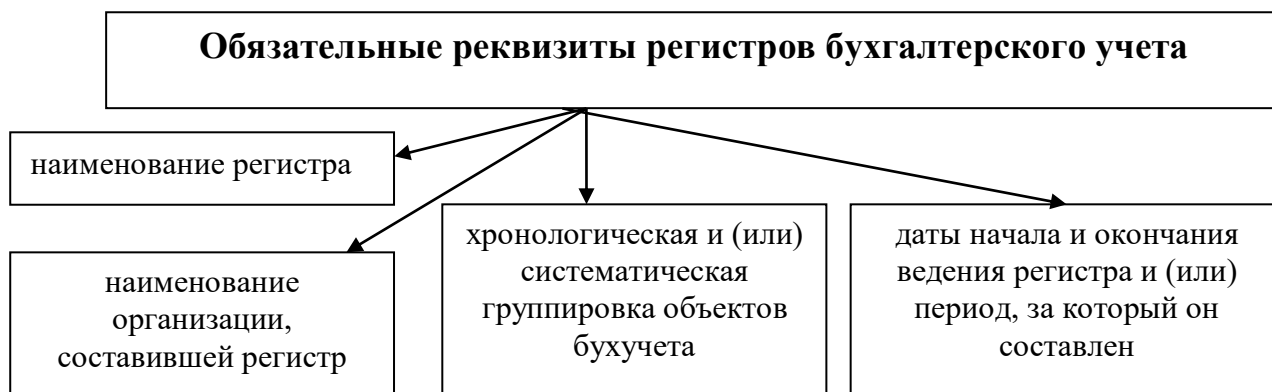 Обязательные реквизиты регистров бухгалтерского учета
наименование регистра
наименование
организации,
составившей регистр
хронологическая и (или)
систематическая
группировка объектов
бухучета
даты начала и окончания
ведения регистра и (или)
период, за который он
составлен